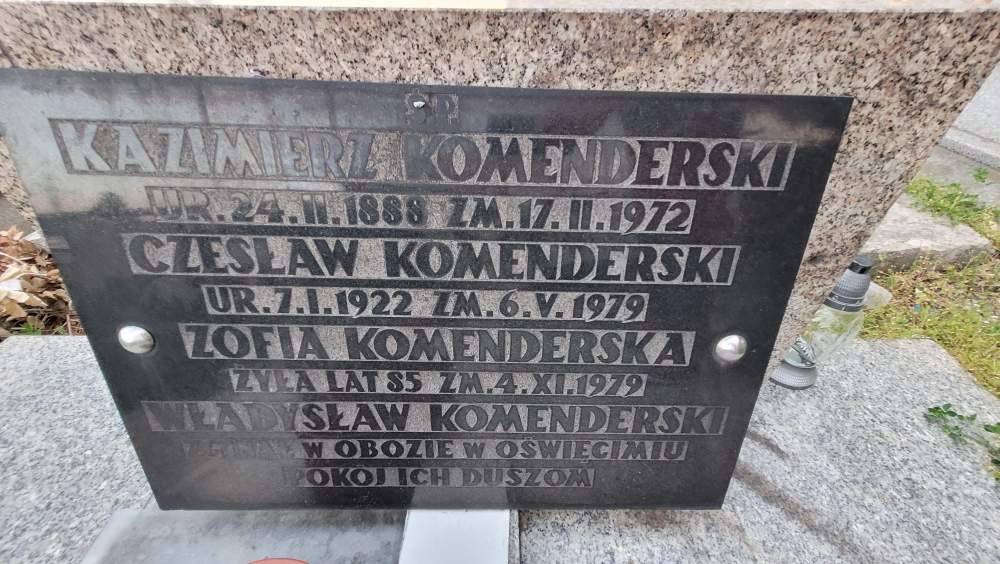 Ś.P.
KAZIMIERZ KOMENDERSKI
UR. 24. II. 1888 ZM. 17. II. 1972
CZESŁAW KOMENDERSKI
UR. 7. I. 1922 ZM. 6. V. 1979
ZOFIA KOMENDERSKA
ŻYŁA LAT 85 ZM. 4. XI. 1979
WŁADYSŁAW KOMENDERSKI
ZGINĄŁ W OBOZIE W OŚWIĘCIMIU
POKÓJ ICH DUSZOM